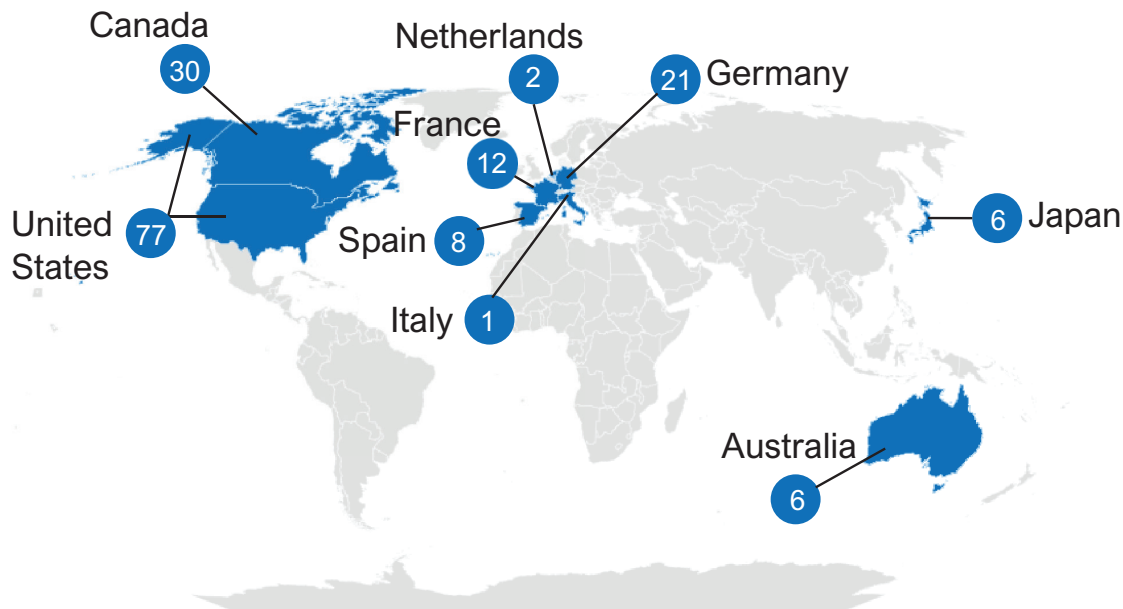 Canada
30
Netherlands
2
21
Germany
France
12
United
States
77
Spain
8
6
Japan
Italy
1
Australia
6